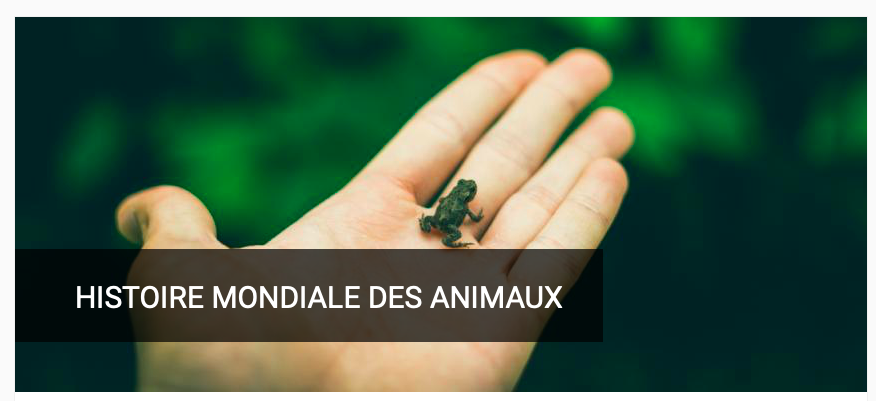 HISTOIRE MONDIALE DES ANIMAUX